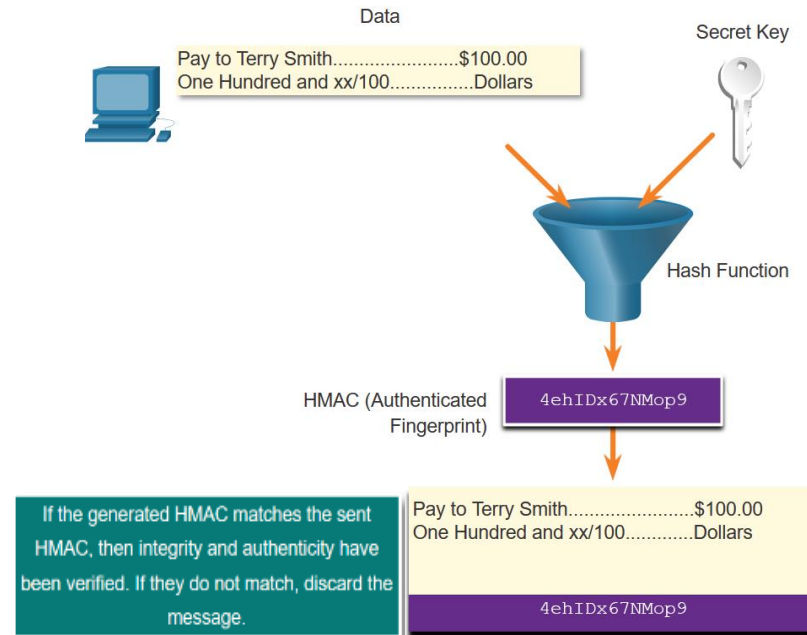 Data
Secret Key
Pay to Terry Smith........................$100.00
One Hundred and xx/100................Dollars
Hash Function
HMAC (Authenticated
Fingerprint)
4ehIDx67NMop9
If the generated HMAC matches the sent
HMAC, then integrity and authenticity have
been verified. If they do not match, discard the
message.
Pay to Terry Smith.......................$100.00
One Hundred and xx/100.............Dollars
4ehIDx67NMop9